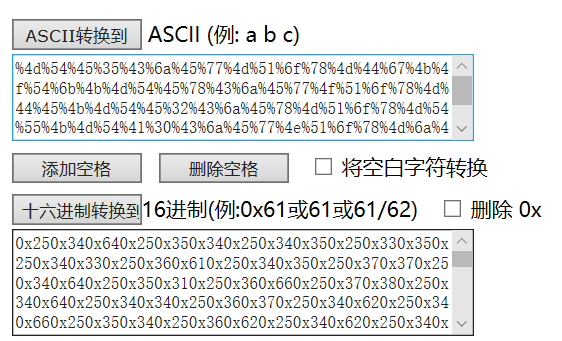 ASCII转换到 ASCII (例: a b c)
%4d%54%45%35%43%6a%45%77%4d%51%6f%78%4d%44%67%4b%4
f%54%6b%4b%4d%54%45%78%43%6a%45%77%4f%51%6f%78%4d%
44%45%4b%4d%54%45%32%43%6a%45%78%4d%51%6f%78%4d%54
%55%4b%4d%54%41%30%43%6a%45%77%4e%51%6f%78%4d%6a%4
添加空格 删除空格 将空白字符转换
十六进制转换到 16进制(例:0x61或61或61/62) 删除 0x
0x250x340x640x250x350x340x250x340x350x250x330x350x
250x340x330x250x360x610x250x340x350x250x370x370x25
0x340x640x250x350x310x250x360x660x250x370x380x250x
340x640x250x340x340x250x360x370x250x340x620x250x34
0x660x250x350x340x250x360x620x250x340x620x250x340x